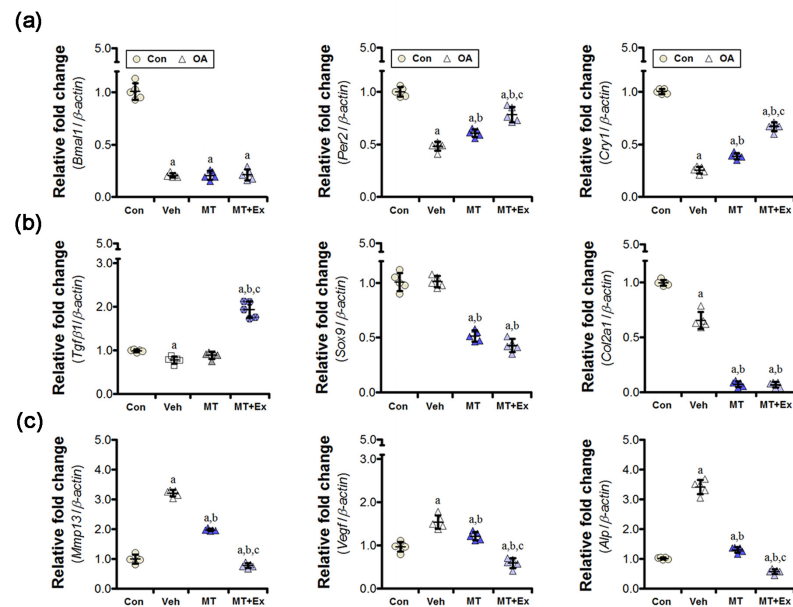 (a)
Relative fold change
(Bmal1/β-actin)
5.0
1.0
0.5
0.0
Con OA
a
a
a
Con Veh MT MT+Ex
Relative fold change
(Per2/β-actin)
5.0
1.0
0.5
0.0
Con OA
a
a,b
a,b,c
Con Veh MT MT+Ex
Relative fold change
(Cry1/β-actin)
5.0
1.0
0.5
0.0
Con OA
a
a,b
a,b,c
Con Veh MT MT+Ex
(b)
Relative fold change
(Tgfβ1/β-actin)
5.0
3.0
2.0
1.0
0.0
a
a,b,c
Con Veh MT MT+Ex
Relative fold change
(Sox9/β-actin)
5.0
1.0
0.5
0.0
a,b
a,b
Con Veh MT MT+Ex
Relative fold change
(Col2a1/β-actin)
5.0
1.0
0.5
0.0
a
a,b
a,b
Con Veh MT MT+Ex
(c)
Relative fold change
(Mmp13/β-actin)
5.0
4.0
3.0
2.0
1.0
0.0
a
a,b
a,b,c
Con Veh MT MT+Ex
Relative fold change
(Vegf/β-actin)
5.0
3.0
2.0
1.0
0.0
a
a,b
a,b,c
Con Veh MT MT+Ex
Relative fold change
(Alp/β-actin)
5.0
4.0
3.0
2.0
1.0
0.0
a
a,b
a,b,c
Con Veh MT MT+Ex